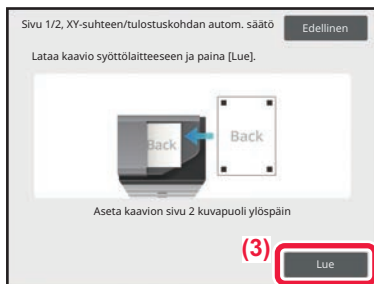 Sivu 1/2, XY-suhteen/tulostuskohdan autom. säätö
Edellinen
Lataa kaavio syöttölaitteeseen ja paina [Lue].
Back
Back
Aseta kaavion sivu 2 kuvapuoli ylöspäin
(3)
Lue